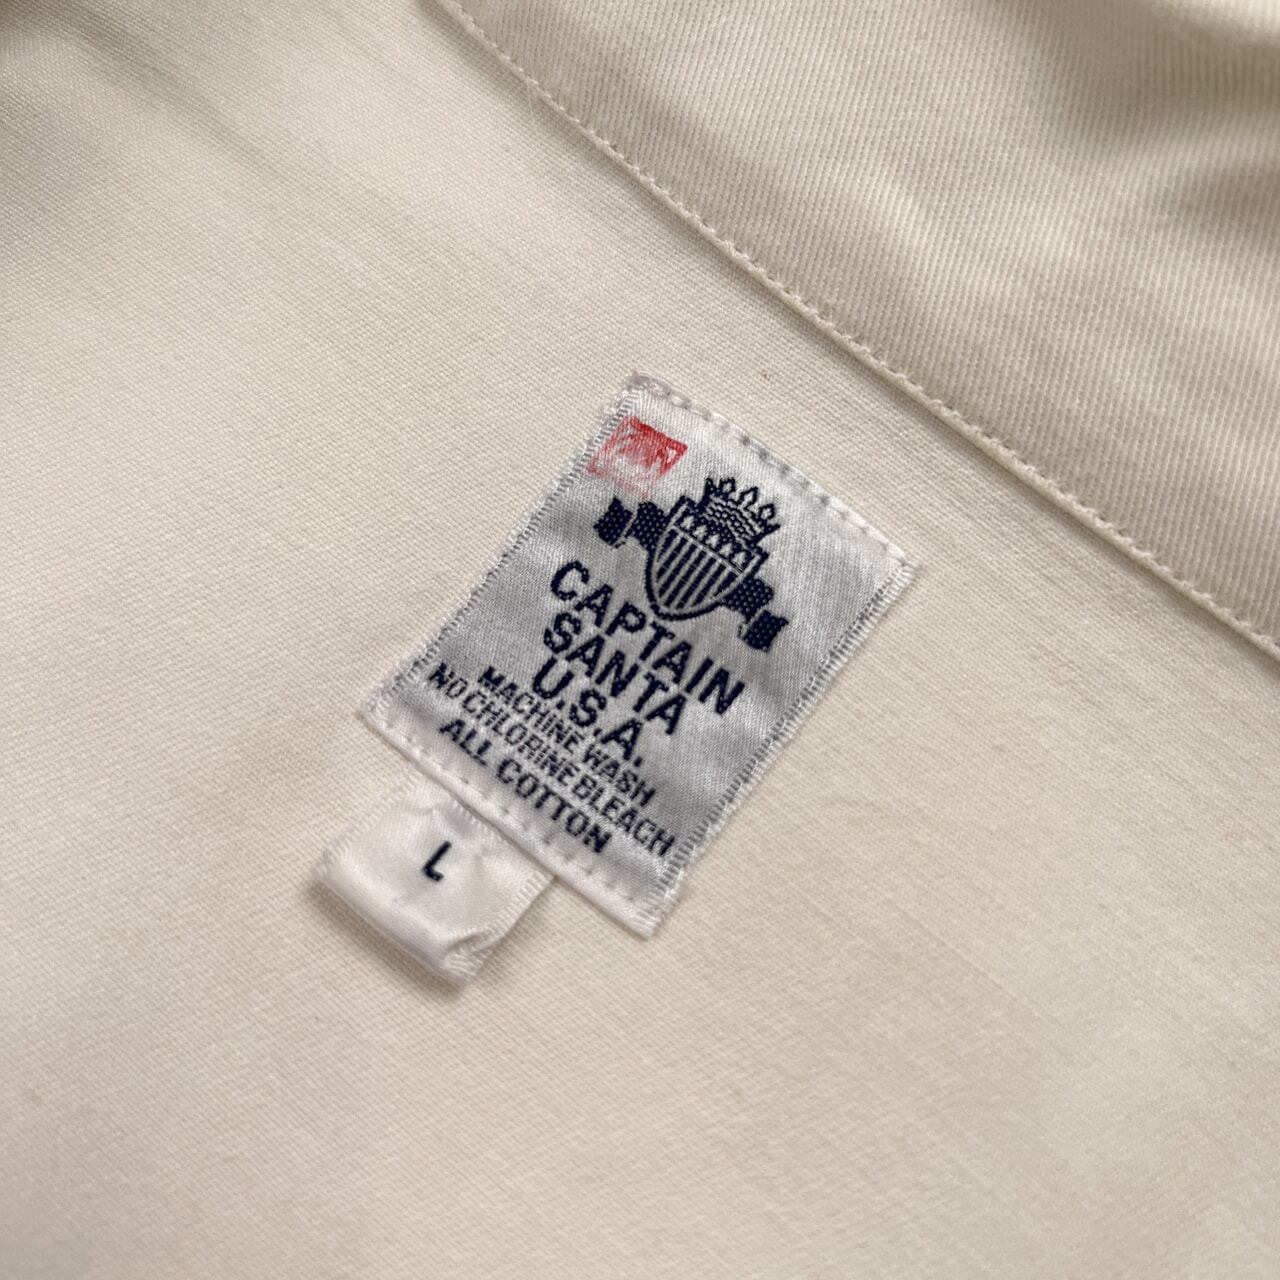 CAPTAIN
SANTA
U.S.A.
MACHINE WASH
NO CHLORINE BLEACH
ALL COTTON
L